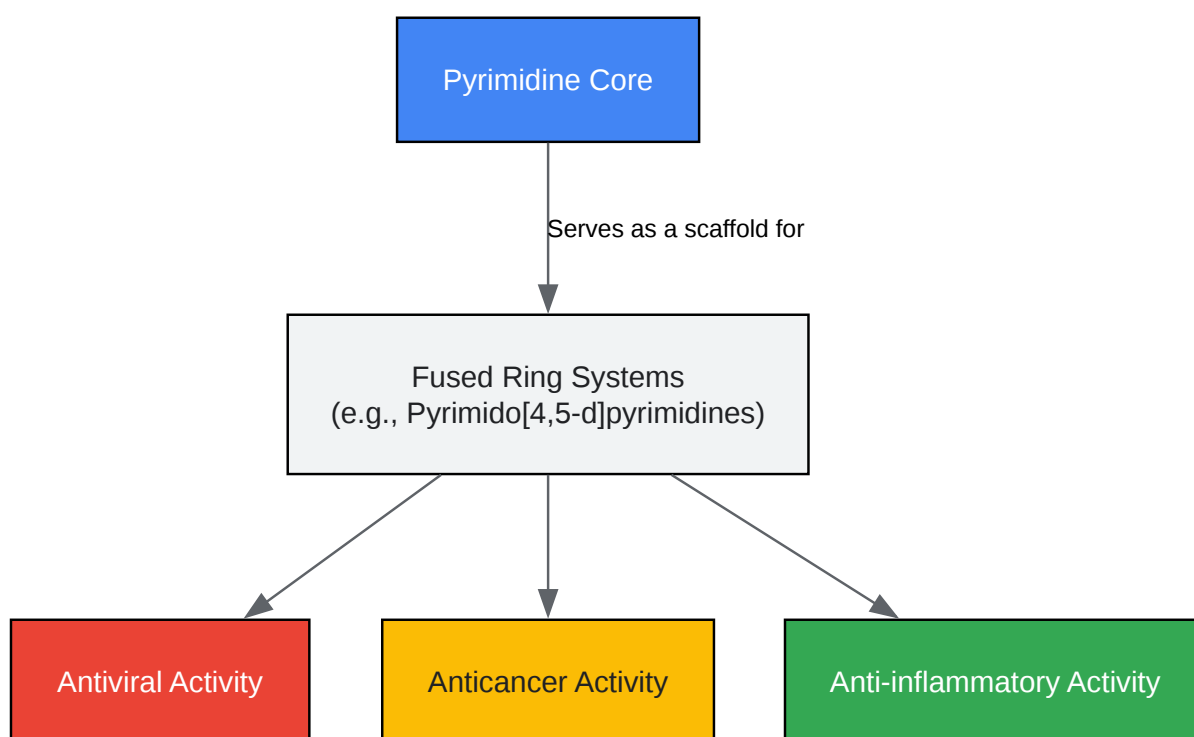 Pyrimidine Core
Serves as a scaffold for
Fused Ring Systems
(e.g., Pyrimido[4,5-d]pyrimidines)
Antiviral Activity
Anticancer Activity
Anti-inflammatory Activity